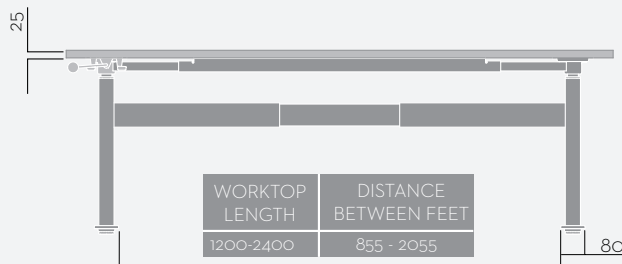 25
WORKTOP LENGTH
DISTANCE BETWEEN FEET
1200-2400
855 - 2055
80